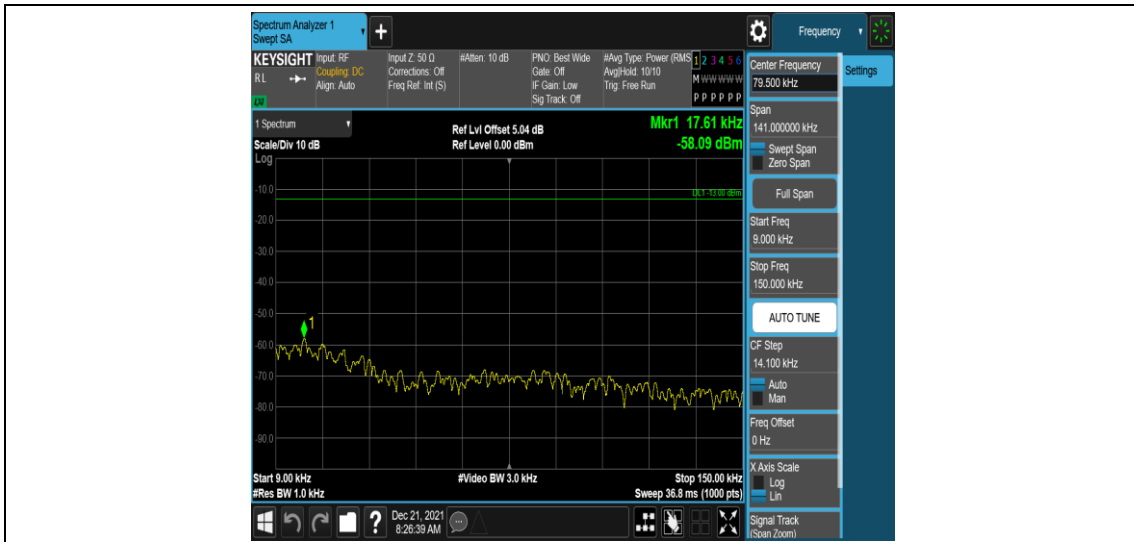 Spectrum Analyzer 1
Swept SA
+
Frequency
KEYSIGHT
RL
LXI
Input: RF
Coupling: DC
Align: Auto
Input Z: 50 Ω
Corrections: Off
Freq Ref: Int (S)
#Atten: 10 dB
PNO: Best Wide
Gate: Off
IF Gain: Low
Sig Track: Off
#Avg Type: Power (RMS
Avg|Hold: 10/10
Trig: Free Run
1 2 3 4 5 6
M W W W W W
P P P P P P
1 Spectrum
Scale/Div 10 dB
Log
Ref Lvl Offset 5.04 dB
Ref Level 0.00 dBm
Mkr1 17.61 kHz
-58.09 dBm
DL1 -13.00 dBm
-10.0
-20.0
-30.0
-40.0
-50.0
-60.0
-70.0
-80.0
-90.0
1
Start 9.00 kHz
#Res BW 1.0 kHz
#Video BW 3.0 kHz
Stop 150.00 kHz
Sweep 36.8 ms (1000 pts)
Center Frequency
79.500 kHz
Span
141.000000 kHz
Swept Span
Zero Span
Full Span
Start Freq
9.000 kHz
Stop Freq
150.000 kHz
AUTO TUNE
CF Step
14.100 kHz
Auto
Man
Freq Offset
0 Hz
X Axis Scale
Log
Lin
Signal Track
(Span Zoom)
Settings
?
Dec 21, 2021
8:26:39 AM